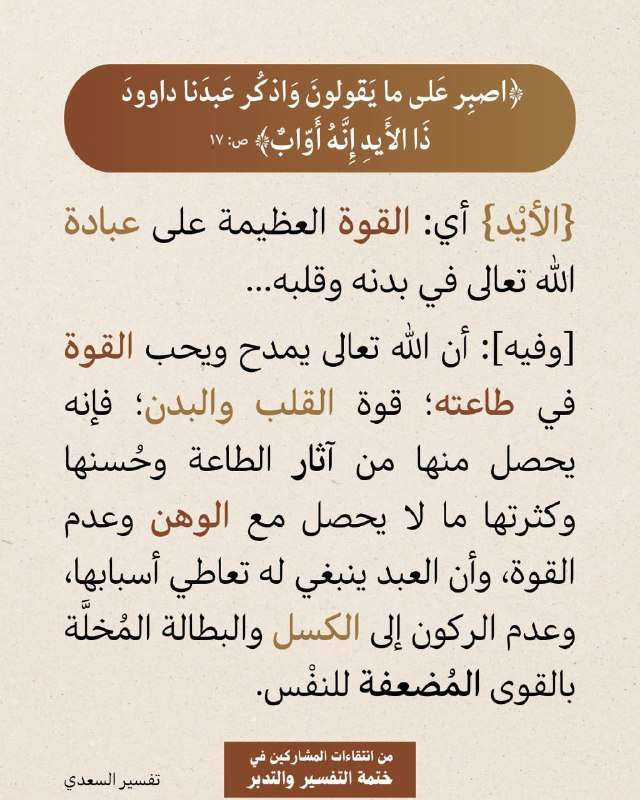 ﴿اصبِر عَلى ما يَقولونَ وَاذكُر عَبدَنا داوودَ
ذَا الأَيدِ إِنَّهُ أَوّابٌ﴾ ص: ١٧
{الأيْد} أي: القوة العظيمة على عبادة
الله تعالى في بدنه وقلبه...
[وفيه]: أن الله تعالى يمدح ويحب القوة
في طاعته؛ قوة القلب والبدن؛ فإنه
يحصل منها من آثار الطاعة وحُسنها
وكثرتها ما لا يحصل مع الوهن وعدم
القوة، وأن العبد ينبغي له تعاطي أسبابها،
وعدم الركون إلى الكسل والبطالة المُخلَّة
بالقوى المُضعفة للنفْس.
من انتقاءات المشاركين في
ختمة التفسير والتدبر
تفسير السعدي